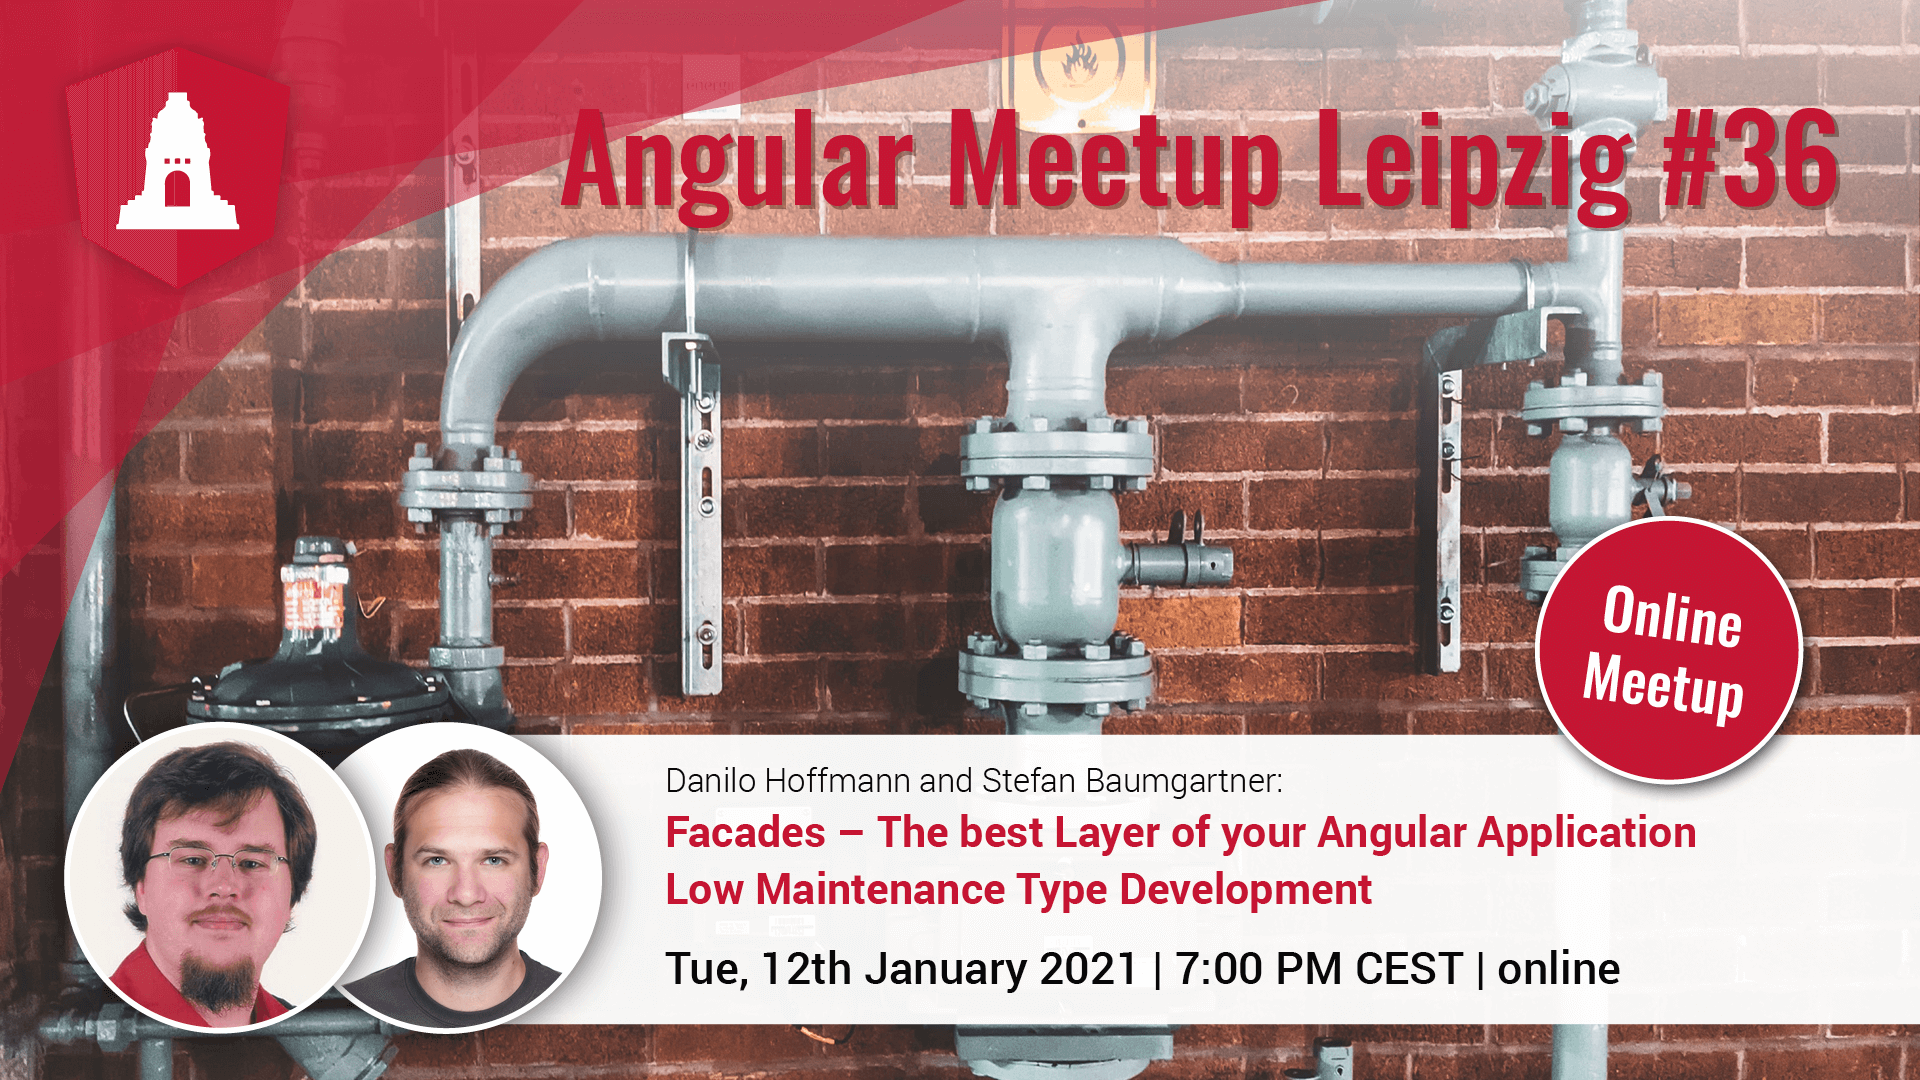 Angular Meetup Leipzig #36
Online
Meetup
Danilo Hoffmann and Stefan Baumgartner:
Facades – The best Layer of your Angular Application
Low Maintenance Type Development
Tue, 12th January 2021 | 7:00 PM CEST | online